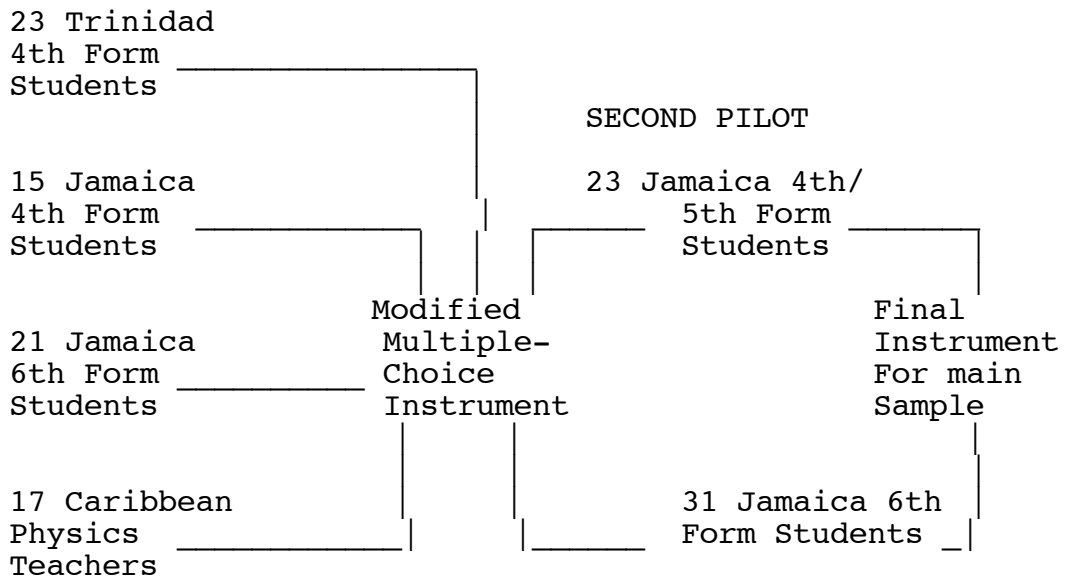 23 Trinidad
4th Form
Students
SECOND PILOT
15 Jamaica
4th Form
Students
23 Jamaica 4th/
5th Form
Students
Modified
Multiple-
Choice
Instrument
Final
Instrument
For main
Sample
21 Jamaica
6th Form
Students
17 Caribbean
Physics
Teachers
31 Jamaica 6th
Form Students